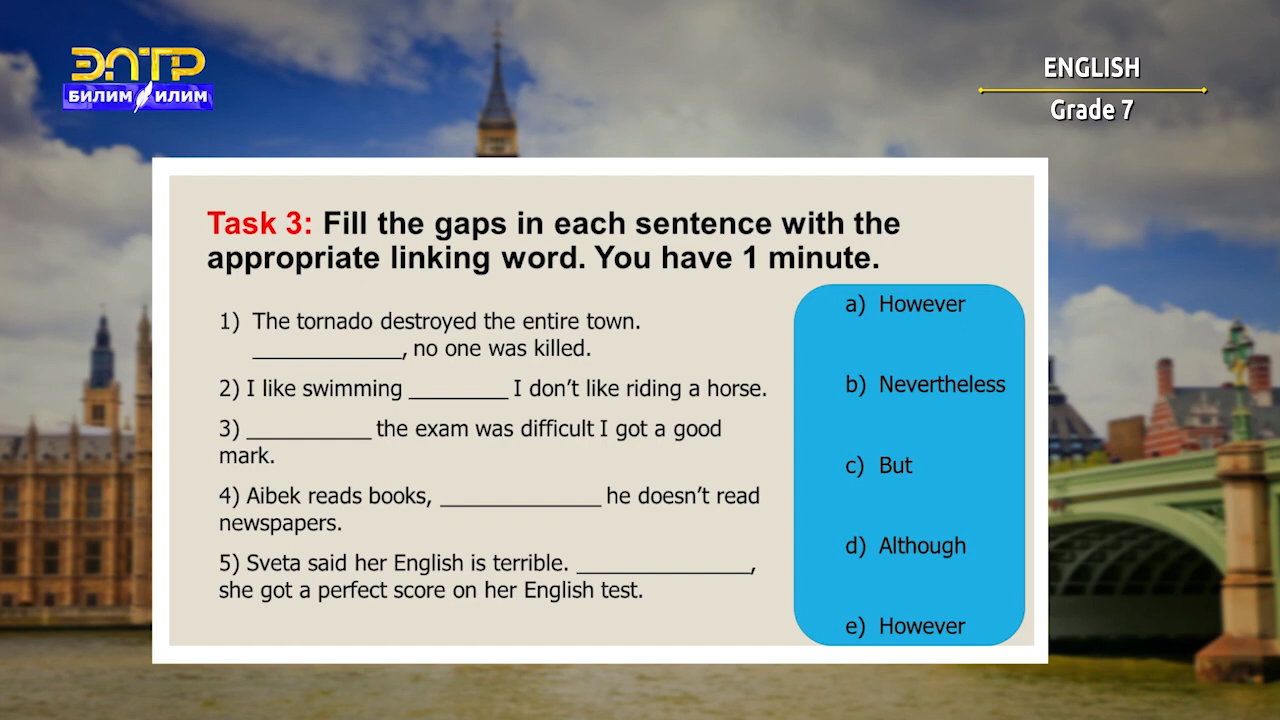 ЭЛТР
БИЛИМ ИЛИМ
ENGLISH
Grade 7
Task 3: Fill the gaps in each sentence with the
appropriate linking word. You have 1 minute.
1) The tornado destroyed the entire town.
____________, no one was killed.
2) I like swimming ________ I don’t like riding a horse.
3) __________ the exam was difficult I got a good
mark.
4) Aibek reads books, _____________ he doesn’t read
newspapers.
5) Sveta said her English is terrible. ______________,
she got a perfect score on her English test.
a) However
b) Nevertheless
c) But
d) Although
e) However